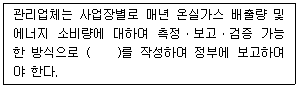 관리업체는 사업장별로 매년 온실가스 배출량 및
에너지 소비량에 대하여 측정·보고·검증 가능
한 방식으로 (    )를 작성하여 정부에 보고하여
야 한다.